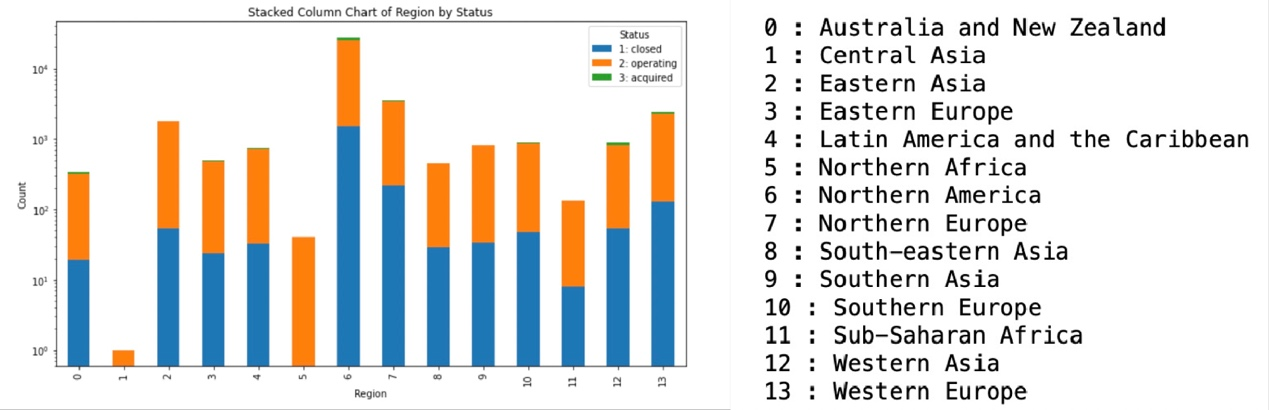 Stacked Column Chart of Region by Status
Status
1: closed
2: operating
3: acquired
Count
10⁴
10³
10²
10¹
10⁰
0 1 2 3 4 5 6 7 8 9 10 11 12 13
Region
0 : Australia and New Zealand
1 : Central Asia
2 : Eastern Asia
3 : Eastern Europe
4 : Latin America and the Caribbean
5 : Northern Africa
6 : Northern America
7 : Northern Europe
8 : South-eastern Asia
9 : Southern Asia
10 : Southern Europe
11 : Sub-Saharan Africa
12 : Western Asia
13 : Western Europe